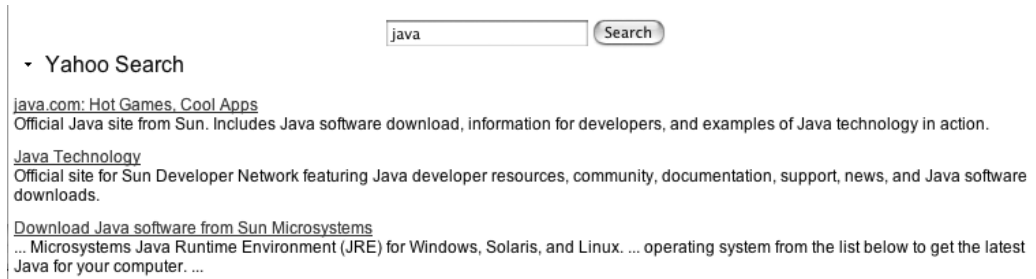 java Search
Yahoo Search
java.com: Hot Games, Cool Apps
Official Java site from Sun. Includes Java software download, information for developers, and examples of Java technology in action.
Java Technology
Official site for Sun Developer Network featuring Java developer resources, community, documentation, support, news, and Java software
downloads.
Download Java software from Sun Microsystems
... Microsystems Java Runtime Environment (JRE) for Windows, Solaris, and Linux. ... operating system from the list below to get the latest
Java for your computer. ...